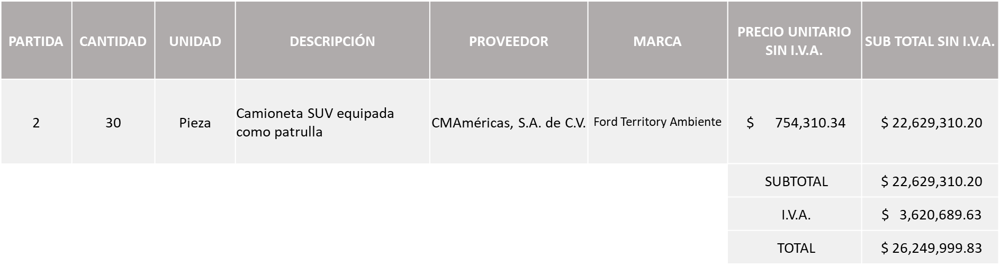 PARTIDA CANTIDAD UNIDAD DESCRIPCIÓN PROVEEDOR MARCA PRECIO UNITARIO SIN I.V.A. SUB TOTAL SIN I.V.A.
2 30 Pieza Camioneta SUV equipada como patrulla CMAméricas, S.A. de C.V. Ford Territory Ambiente $ 754,310.34 $ 22,629,310.20
SUBTOTAL $ 22,629,310.20
I.V.A. $ 3,620,689.63
TOTAL $ 26,249,999.83